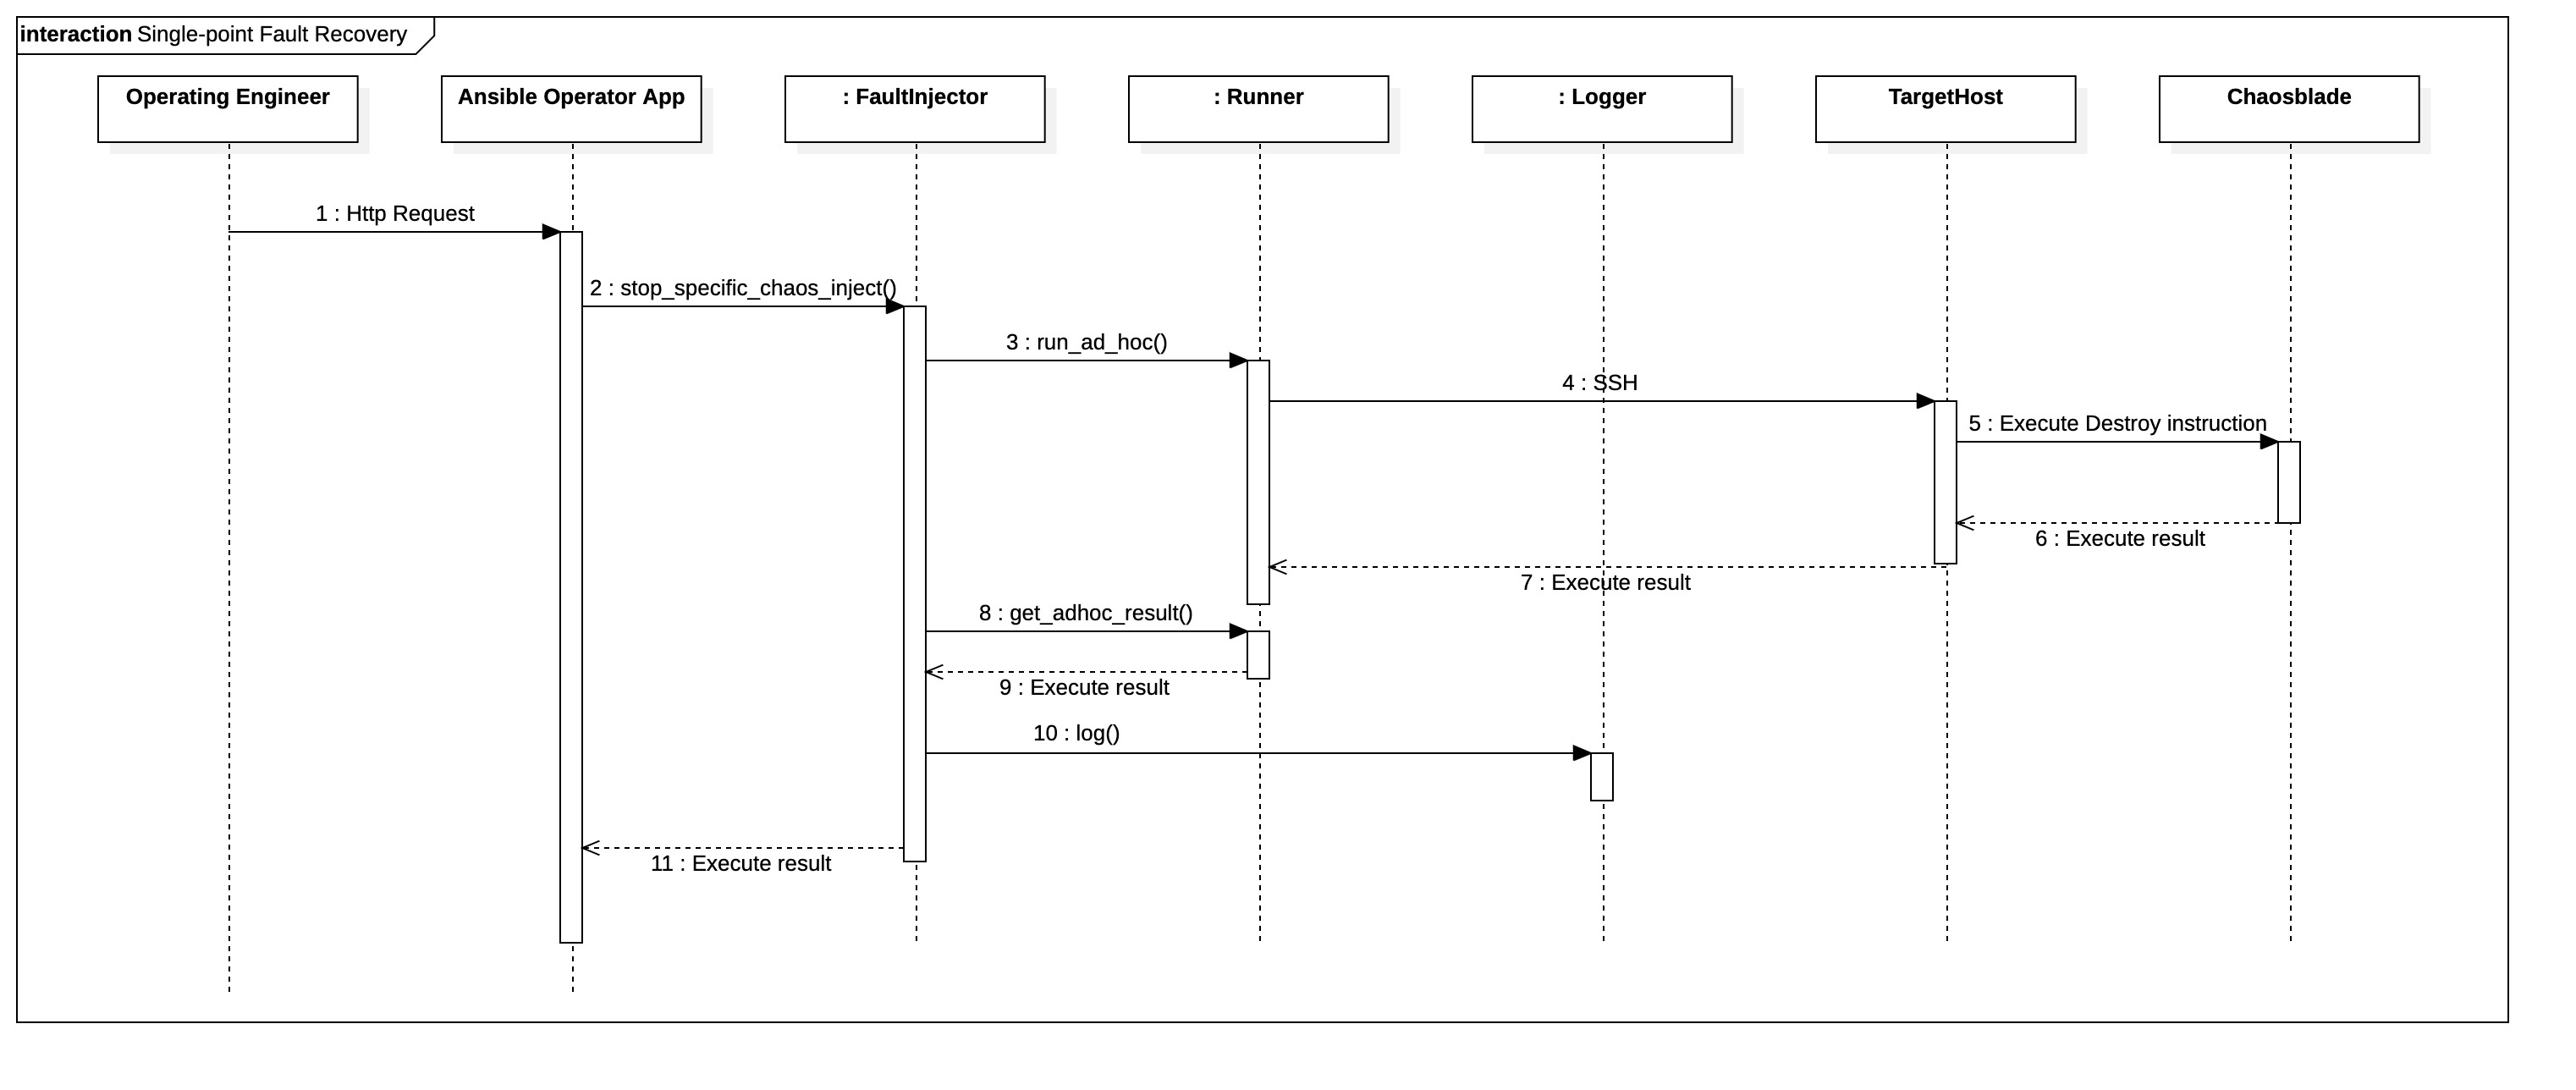 interaction Single-point Fault Recovery
Operating Engineer
Ansible Operator App
: FaultInjector
: Runner
: Logger
TargetHost
Chaosblade
1 : Http Request
2 : stop_specific_chaos_inject()
3 : run_ad_hoc()
4 : SSH
5 : Execute Destroy instruction
6 : Execute result
7 : Execute result
8 : get_adhoc_result()
9 : Execute result
10 : log()
11 : Execute result